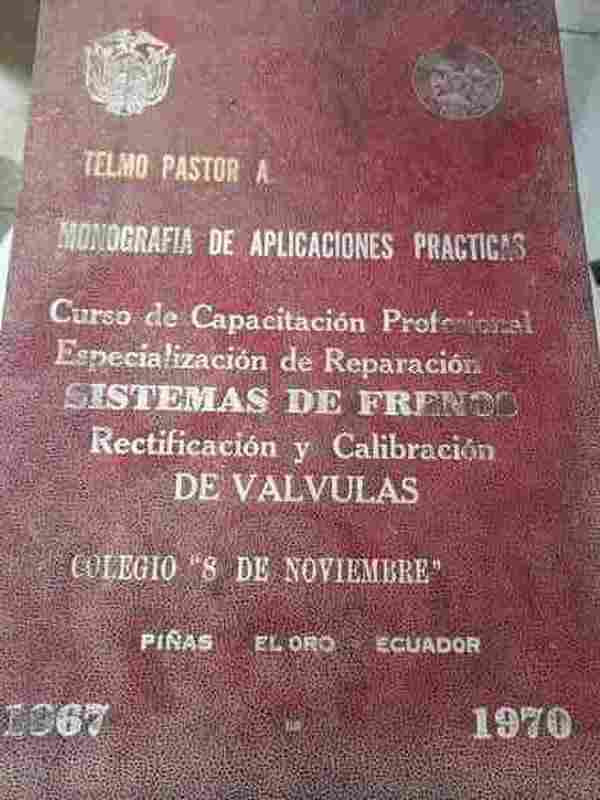 TELMO PASTOR A.
MONOGRAFIA DE APLICACIONES PRACTICAS
Curso de Capacitación Profesional
Especialización de Reparación
SISTEMAS DE FRENOS
Rectificación y Calibración
DE VALVULAS
COLEGIO "8 DE NOVIEMBRE"
PIÑAS EL ORO - ECUADOR
1967 1970